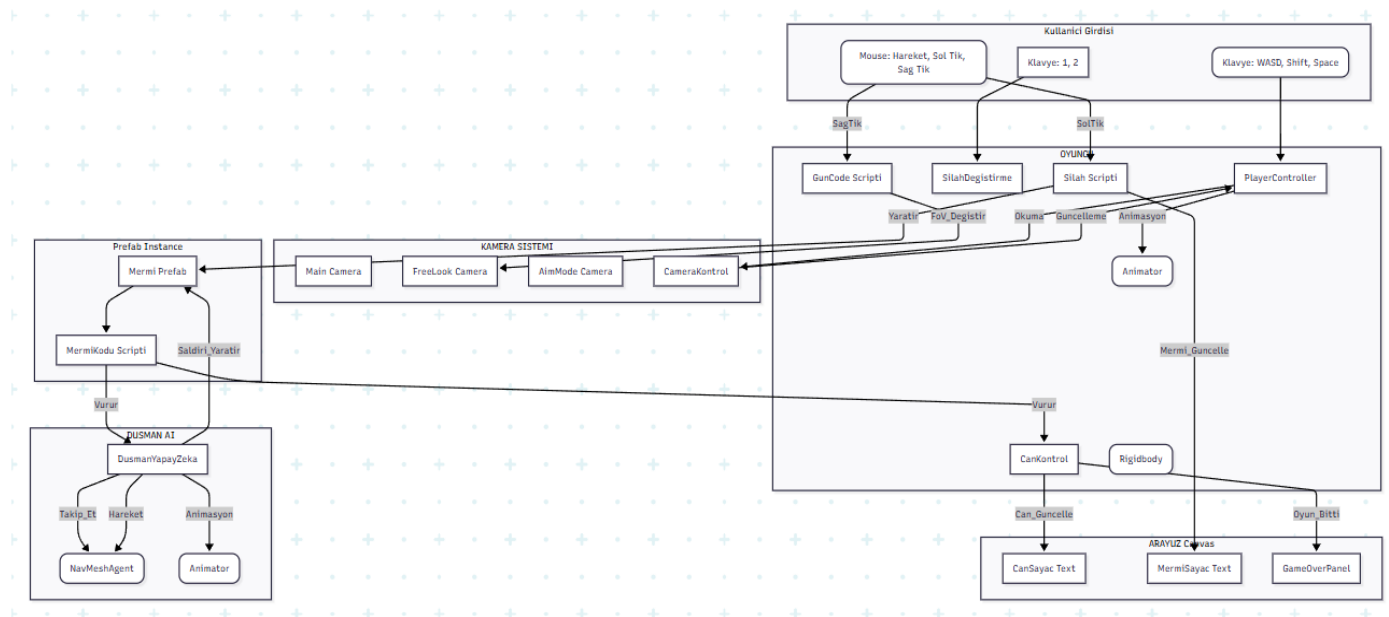 Kullanici Girdisi
Mouse: Hareket, Sol Tik,
Sag Tik
Klavye: 1, 2
Klavye: WASD, Shift, Space
SagTik
SolTik
OYUNCU
GunCode Scripti
SilahDegistirme
Silah Scripti
PlayerController
Yaratir
FoV_Degistir
Okuma
Guncelleme
Animasyon
Prefab Instance
KAMERA SISTEMI
Mermi Prefab
Main Camera
FreeLook Camera
AimMode Camera
CameraKontrol
Animator
MermiKodu Scripti
Saldiri_Yaratir
Mermi_Guncelle
Vurur
Vurur
DUSMAN AI
DusmanYapayZeka
CanKontrol
Rigidbody
Takip_Et
Hareket
Animasyon
Can_Guncelle
Oyun_Bitti
ARAYUZ Canvas
NavMeshAgent
Animator
CanSayac Text
MermiSayac Text
GameOverPanel